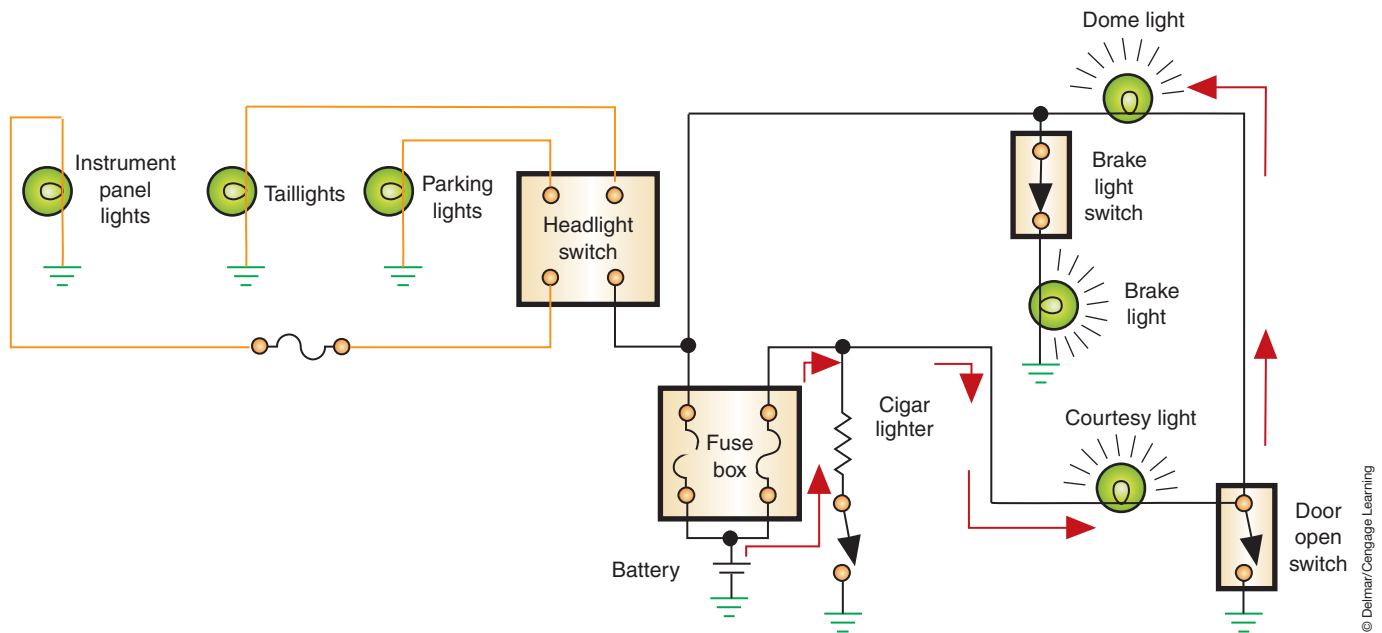 Dome light
Instrument
panel
lights
Taillights
Parking
lights
Headlight
switch
Brake
light
switch
Brake
light
Fuse
box
Cigar
lighter
Courtesy light
Door
open
switch
Battery
© Delmar/Cengage Learning